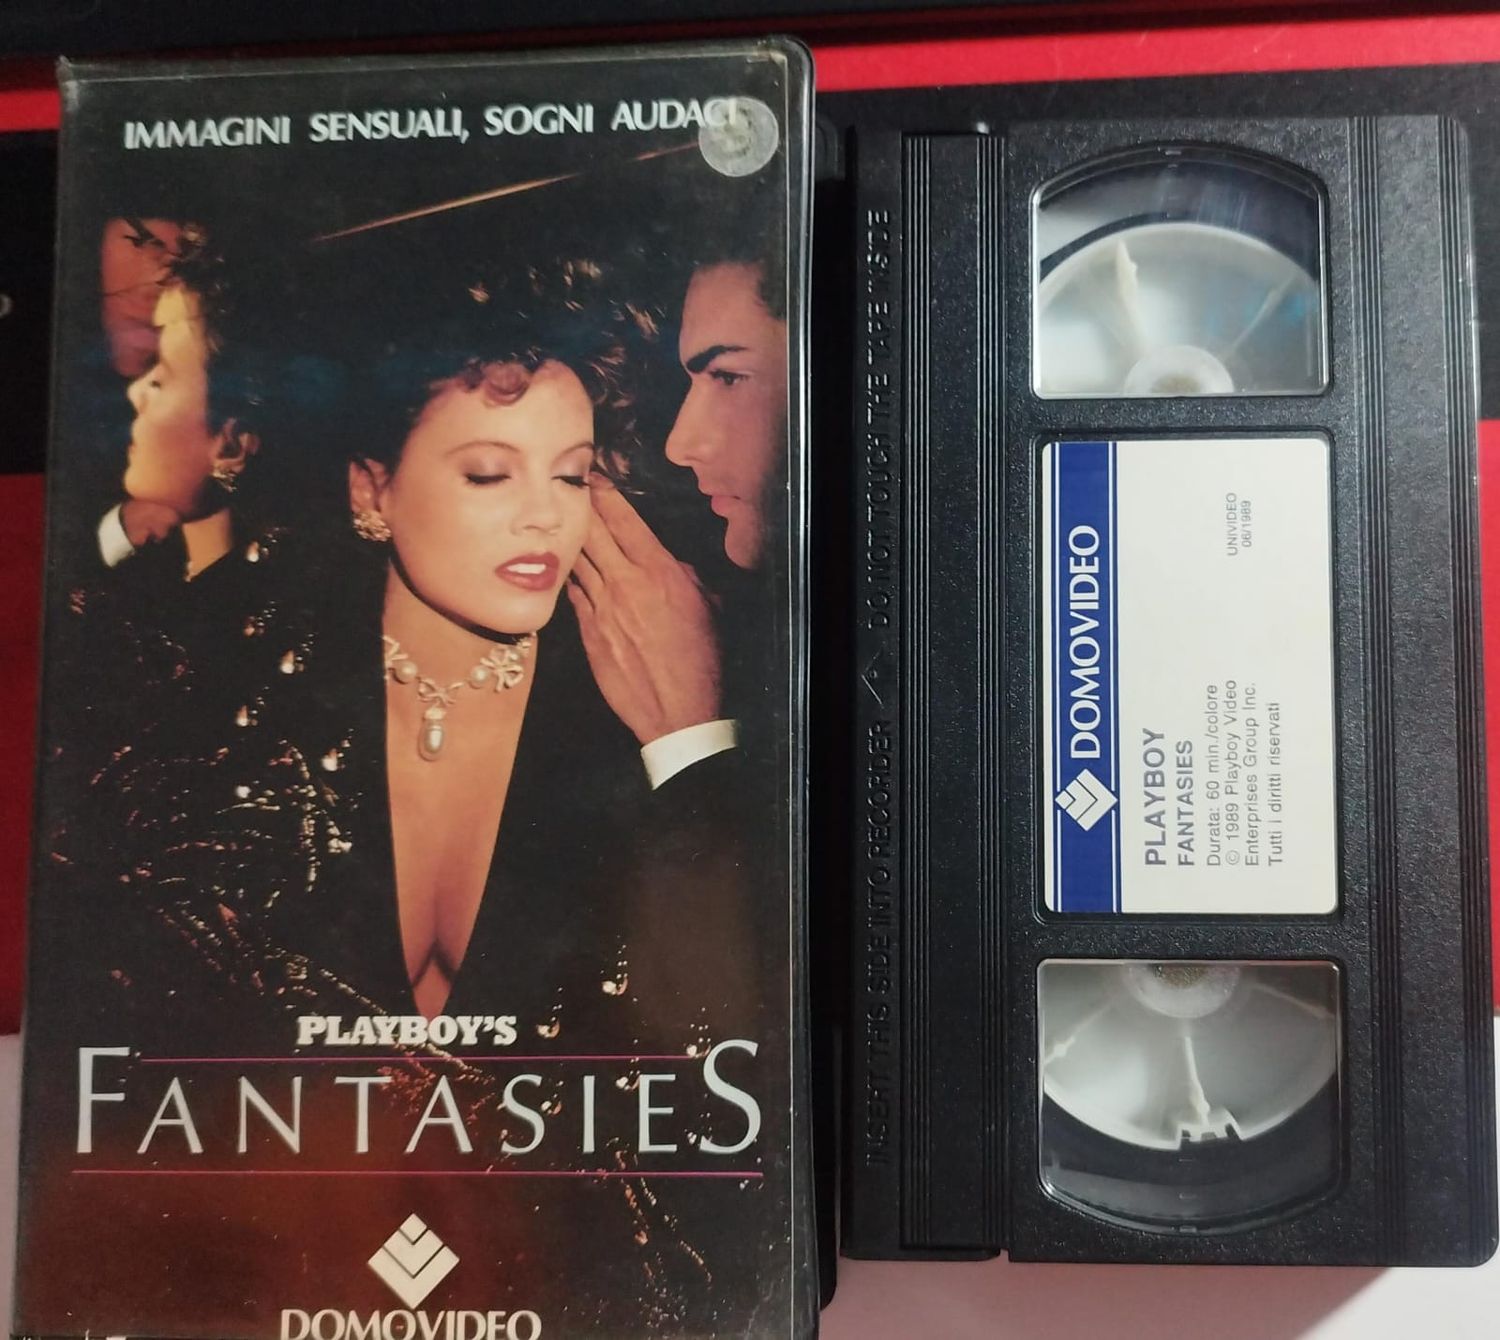 IMMAGINI SENSUALI, SOGNI AUDACI
PLAYBOY'S
FANTASIES
DOMOVIDEO
INSERT THIS SIDE INTO RECORDER DO NOT TOUCH THE TAPE INSIDE
DOMOVIDEO
PLAYBOY
FANTASIES
Durata: 60 min./colore
© 1989 Playboy Video
Enterprises Group Inc.
Tutti i diritti riservati
UNIVIDEO
06/1989